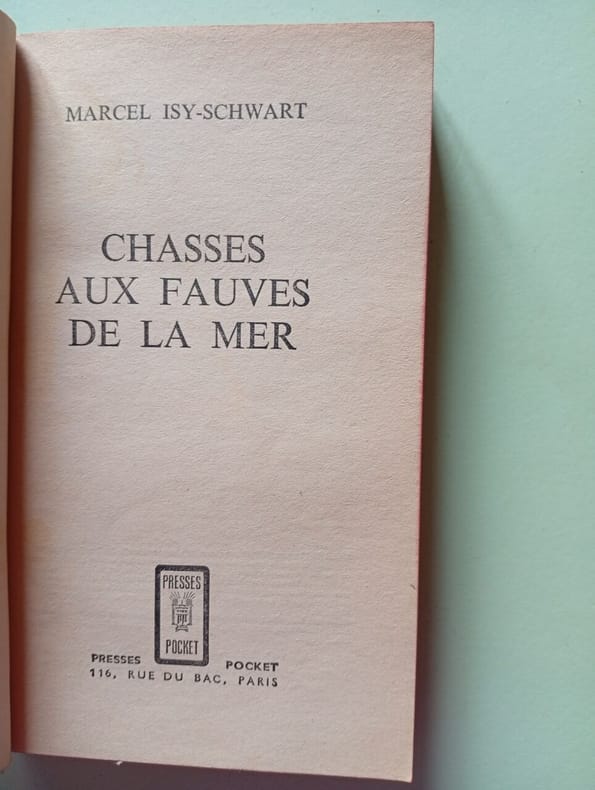 MARCEL ISY-SCHWART
CHASSES
AUX FAUVES
DE LA MER
PRESSES
POCKET
PRESSES POCKET
116, RUE DU BAC, PARIS